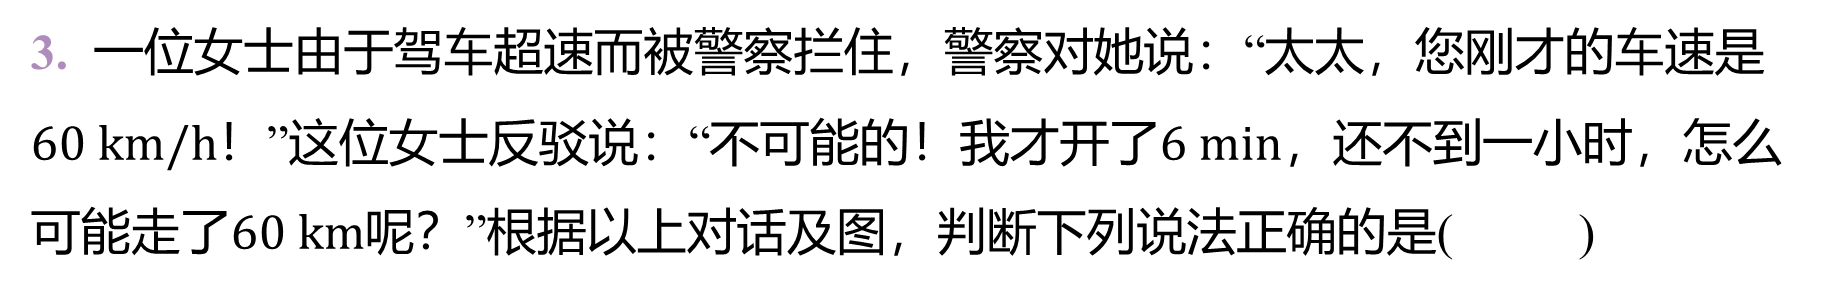 3. 一位女士由于驾车超速而被警察拦住，警察对她说：“太太，您刚才的车速是
60 km/h！”这位女士反驳说：“不可能的！我才开了6 min，还不到一小时，怎么
可能走了60 km呢？”根据以上对话及图，判断下列说法正确的是(　　)